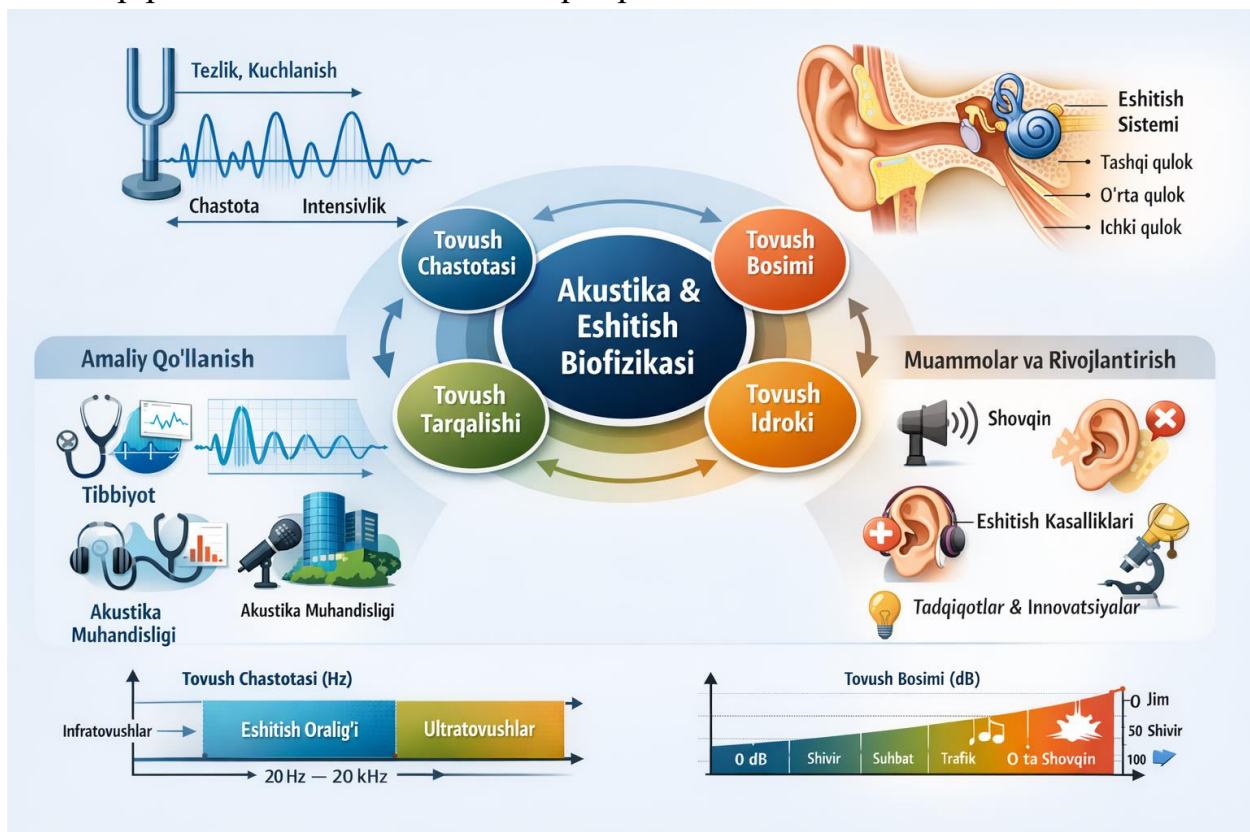 Tezlik, Kuchlanish
Chastota Intensivlik
Eshitish
Sistemi
Tashqi qulok
O'rta qulok
Ichki qulok
Tovush
Chastotasi
Tovush
Bosimi
Akustika &
Eshitish
Biofizikasi
Tovush
Tarqalishi
Tovush
Idroki
Amaliy Qo'llanish
Tibbiyot
Akustika
Muhandisligi
Akustika Muhandisligi
Muammolar va Rivojlantirish
Shovqin
Eshitish Kasalliklari
Tadqiqotlar & Innovatsiyalar
Tovush Chastotasi (Hz)
Infratovushlar
Eshitish Oralig'i
Ultratovushlar
20 Hz — 20 kHz
Tovush Bosimi (dB)
0 dB
Shivir
Suhbat
Trafik
O ta Shovqin
0 Jim
50 Shivir
100